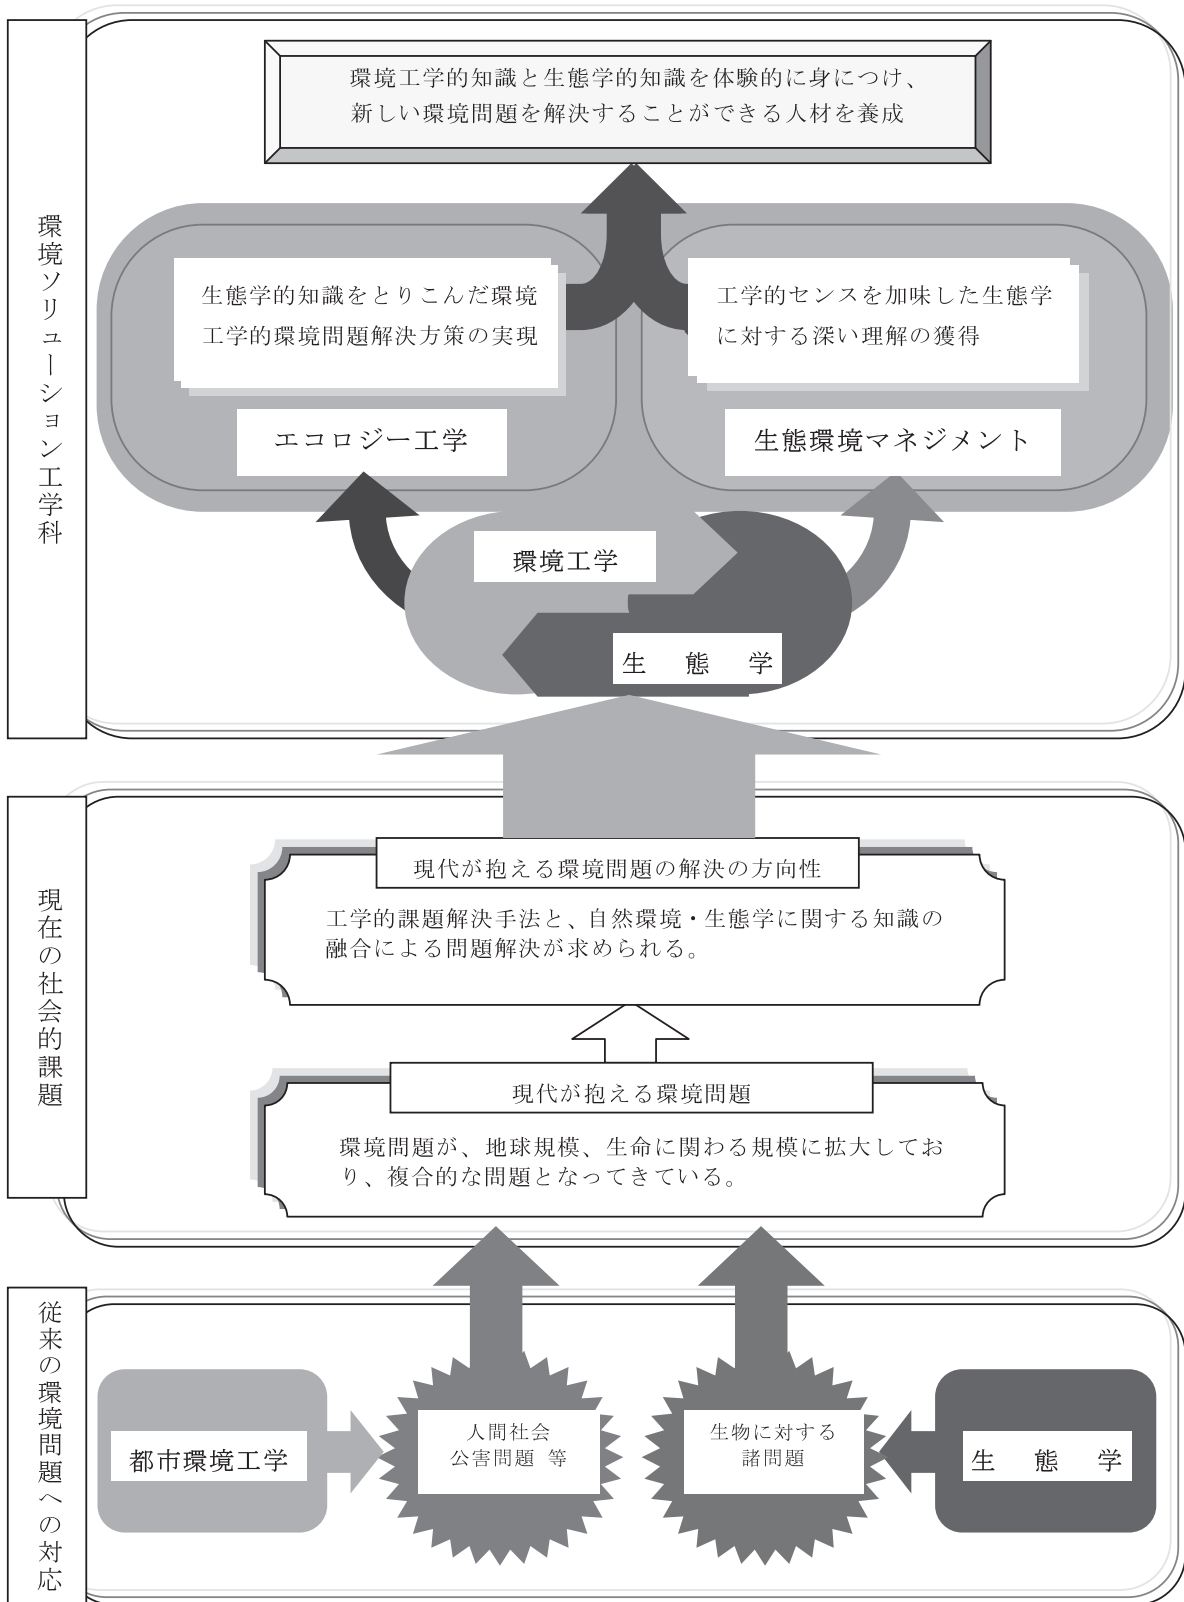 環境ソリューション工学科
環境工学的知識と生態学的知識を体験的に身につけ、
新しい環境問題を解決することができる人材を養成
生態学的知識をとりこんだ環境
工学的環境問題解決方策の実現
エコロジー工学
工学的センスを加味した生態学
に対する深い理解の獲得
生態環境マネジメント
環境工学
生 態 学
現在の社会的課題
現代が抱える環境問題の解決の方向性
工学的課題解決手法と、自然環境・生態学に関する知識の
融合による問題解決が求められる。
現代が抱える環境問題
環境問題が、地球規模、生命に関わる規模に拡大してお
り、複合的な問題となってきている。
従来の環境問題への対応
都市環境工学
人間社会
公害問題 等
生物に対する
諸問題
生 態 学